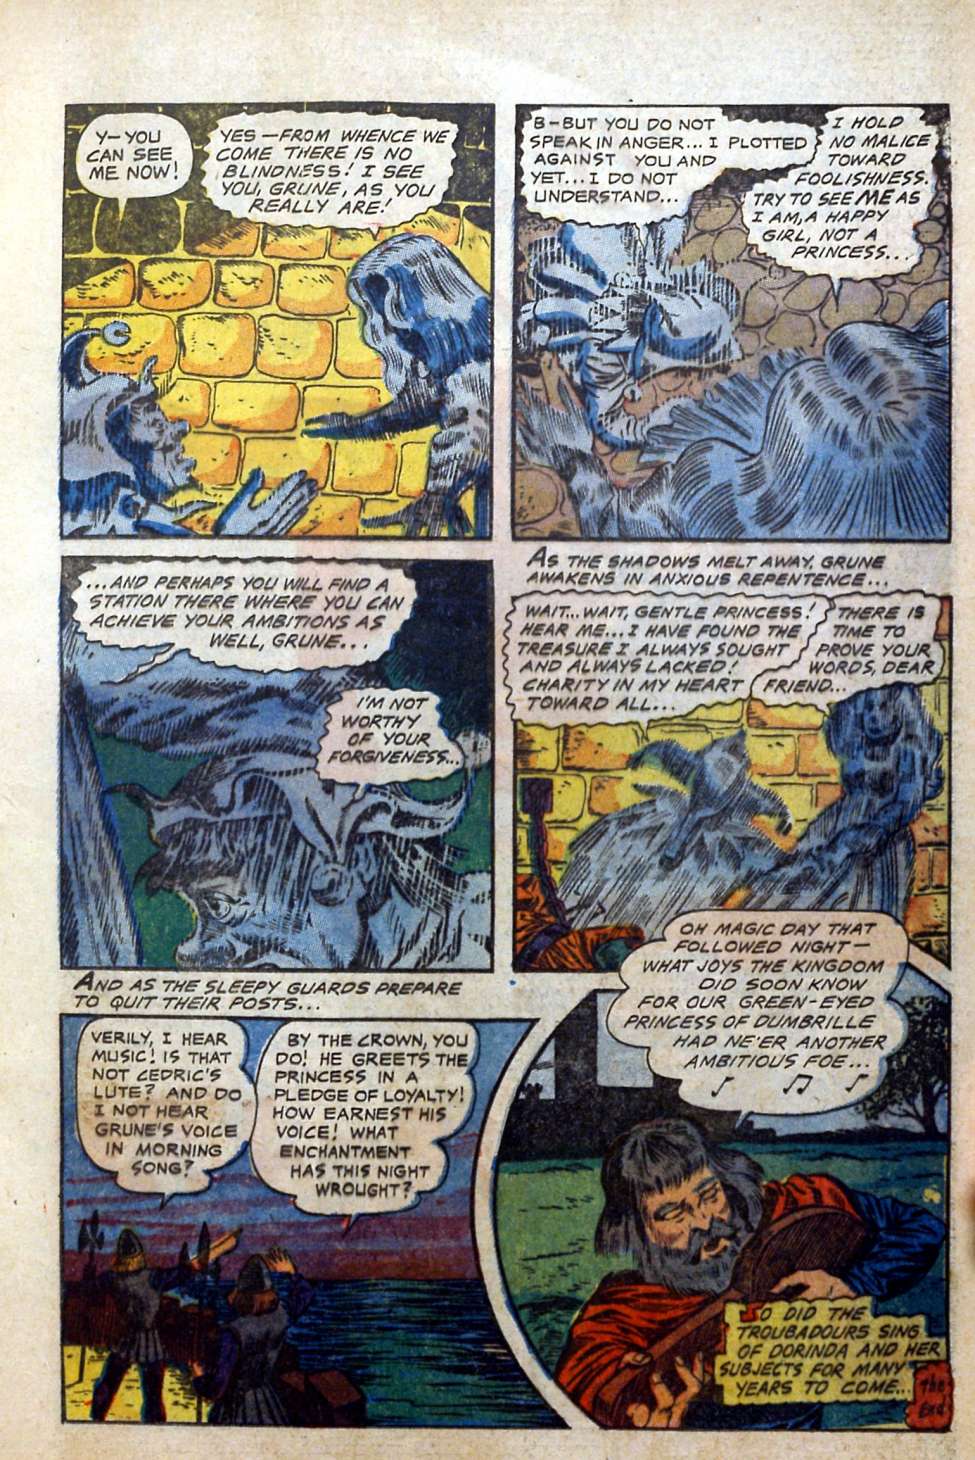 Y-YOU
CAN SEE
ME NOW!
YES-FROM WHENCE WE
COME THERE IS NO
BLINDNESS! I SEE
YOU, GRUNE, AS YOU
REALLY ARE!
B-BUT YOU DO NOT
SPEAK IN ANGER... I PLOTTED
AGAINST YOU AND
YET... I DO NOT
UNDERSTAND...
I HOLD
NO MALICE
TOWARD
FOOLISHNESS.
TRY TO SEE ME AS
I AM, A HAPPY
GIRL, NOT A
PRINCESS...
...AND PERHAPS YOU WILL FIND A
STATION THERE WHERE YOU CAN
ACHIEVE YOUR AMBITIONS AS
WELL, GRUNE...
I'M NOT
WORTHY
OF YOUR
FORGIVENESS...
AS THE SHADOWS MELT AWAY, GRUNE
AWAKENS IN ANXIOUS REPENTENCE...
WAIT... WAIT, GENTLE PRINCESS!
HEAR ME... I HAVE FOUND THE
TREASURE I ALWAYS SOUGHT
AND ALWAYS LACKED!
CHARITY IN MY HEART
TOWARD ALL...
THERE IS
TIME TO
PROVE YOUR
WORDS, DEAR
FRIEND...
AND AS THE SLEEPY GUARDS PREPARE
TO QUIT THEIR POSTS...
VERILY, I HEAR
MUSIC! IS THAT
NOT CEDRIC'S
LUTE? AND DO
I NOT HEAR
GRUNE'S VOICE
IN MORNING
SONG?
BY THE CROWN, YOU
DO! HE GREETS THE
PRINCESS IN A
PLEDGE OF LOYALTY!
HOW EARNEST HIS
VOICE! WHAT
ENCHANTMENT
HAS THIS NIGHT
WROUGHT?
OH MAGIC DAY THAT
FOLLOWED NIGHT-
WHAT JOYS THE KINGDOM
DID SOON KNOW
FOR OUR GREEN-EYED
PRINCESS OF DUMBRILLE
HAD NE'ER ANOTHER
AMBITIOUS FOE...
SO DID THE
TROUBADOURS SING
OF DORINDA AND HER
SUBJECTS FOR MANY
YEARS TO COME...
THE
END